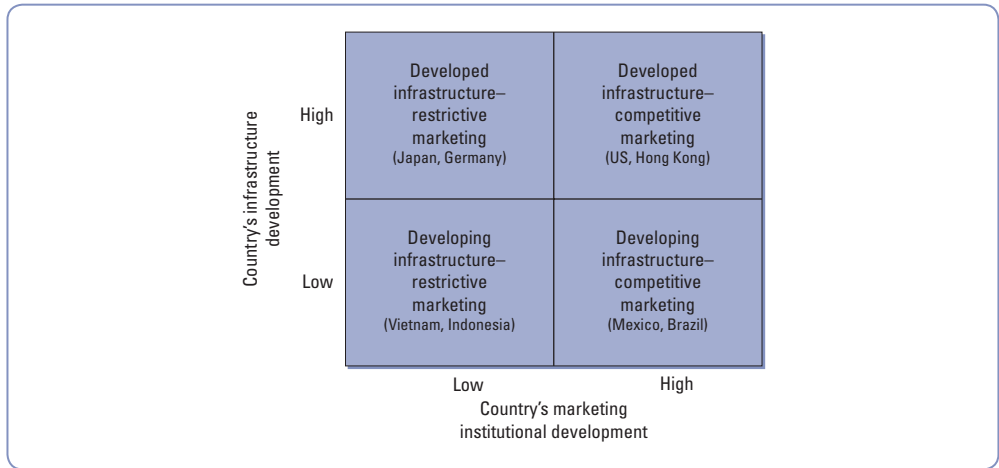 Country's infrastructure
development
High
Developed
infrastructure–
restrictive
marketing
(Japan, Germany)
Developed
infrastructure–
competitive
marketing
(US, Hong Kong)
Low
Developing
infrastructure–
restrictive
marketing
(Vietnam, Indonesia)
Developing
infrastructure–
competitive
marketing
(Mexico, Brazil)
Low
High
Country's marketing
institutional development